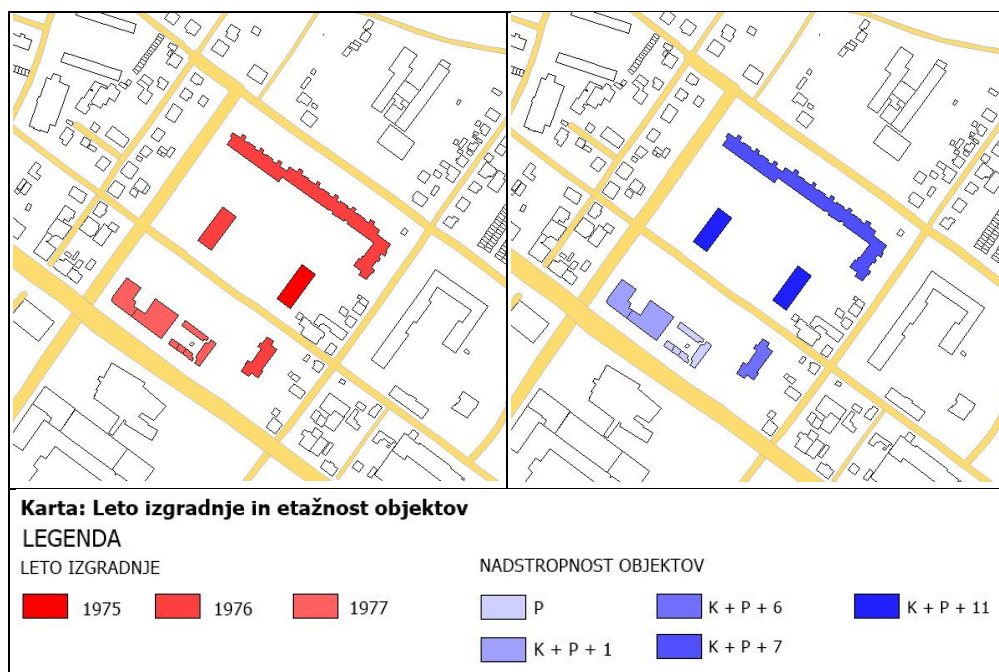 Karta: Leto izgradnje in etažnost objektov
LEGENDA
LETO IZGRADNJE
1975
1976
1977
NADSTROPNOST OBJEKTOV
P
K + P + 6
K + P + 11
K + P + 1
K + P + 7